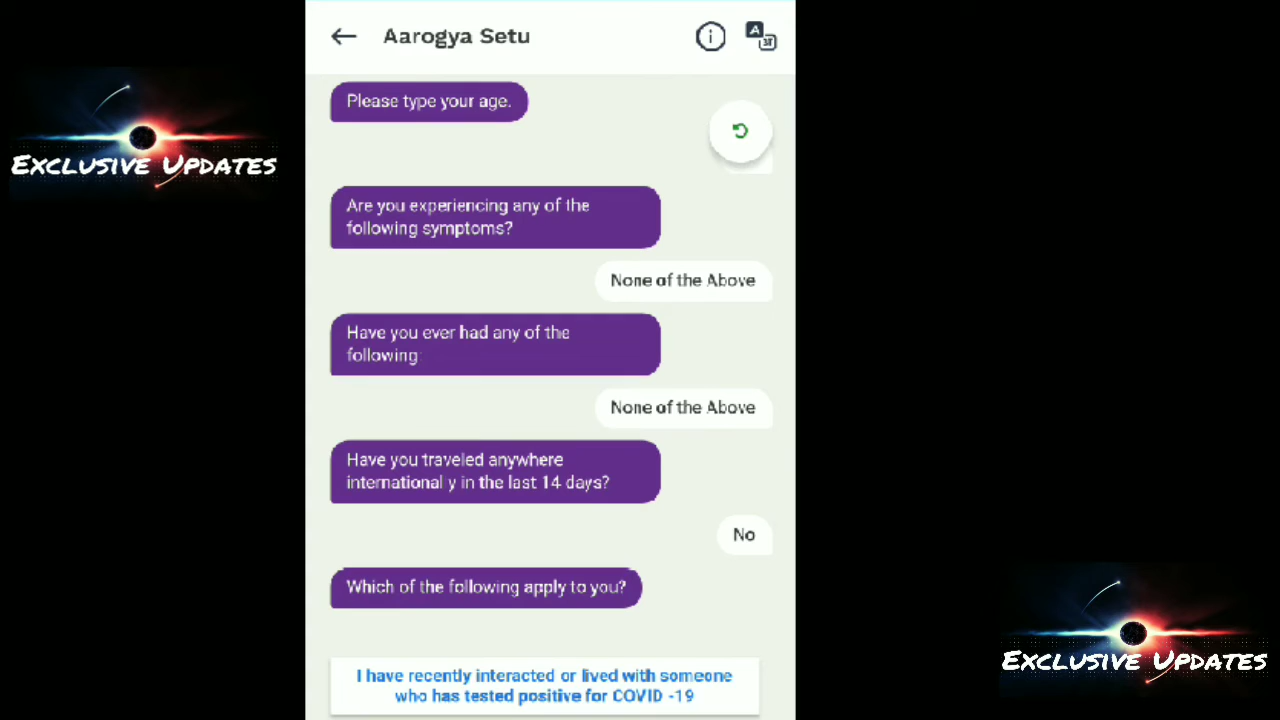 Aarogya Setu
EXCLUSIVE UPDATES
Please type your age.
Are you experiencing any of the
following symptoms?
None of the Above
Have you ever had any of the
following:
None of the Above
Have you traveled anywhere
international y in the last 14 days?
No
Which of the following apply to you?
I have recently interacted or lived with someone
who has tested positive for COVID -19
EXCLUSIVE UPDATES